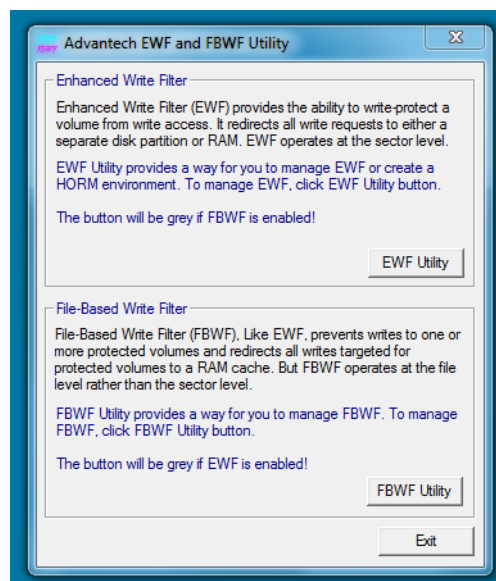 Advantech EWF and FBWF Utility
Enhanced Write Filter
Enhanced Write Filter (EWF) provides the ability to write-protect a
volume from write access. It redirects all write requests to either a
separate disk partition or RAM. EWF operates at the sector level.
EWF Utility provides a way for you to manage EWF or create a
HORM environment. To manage EWF, click EWF Utility button.
The button will be grey if FBWF is enabled!
EWF Utility
File-Based Write Filter
File-Based Write Filter (FBWF), Like EWF, prevents writes to one or
more protected volumes and redirects all writes targeted for
protected volumes to a RAM cache. But FBWF operates at the file
level rather than the sector level.
FBWF Utility provides a way for you to manage FBWF. To manage
FBWF, click FBWF Utility button.
The button will be grey if EWF is enabled!
FBWF Utility
Exit